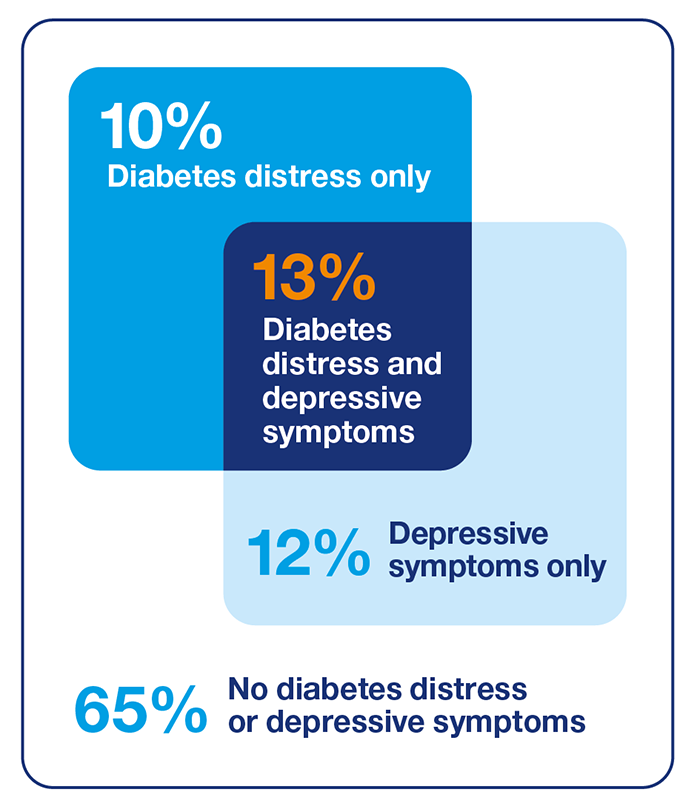 10%
Diabetes distress only
13%
Diabetes
distress and
depressive
symptoms
12%
Depressive
symptoms only
65%
No diabetes distress
or depressive symptoms